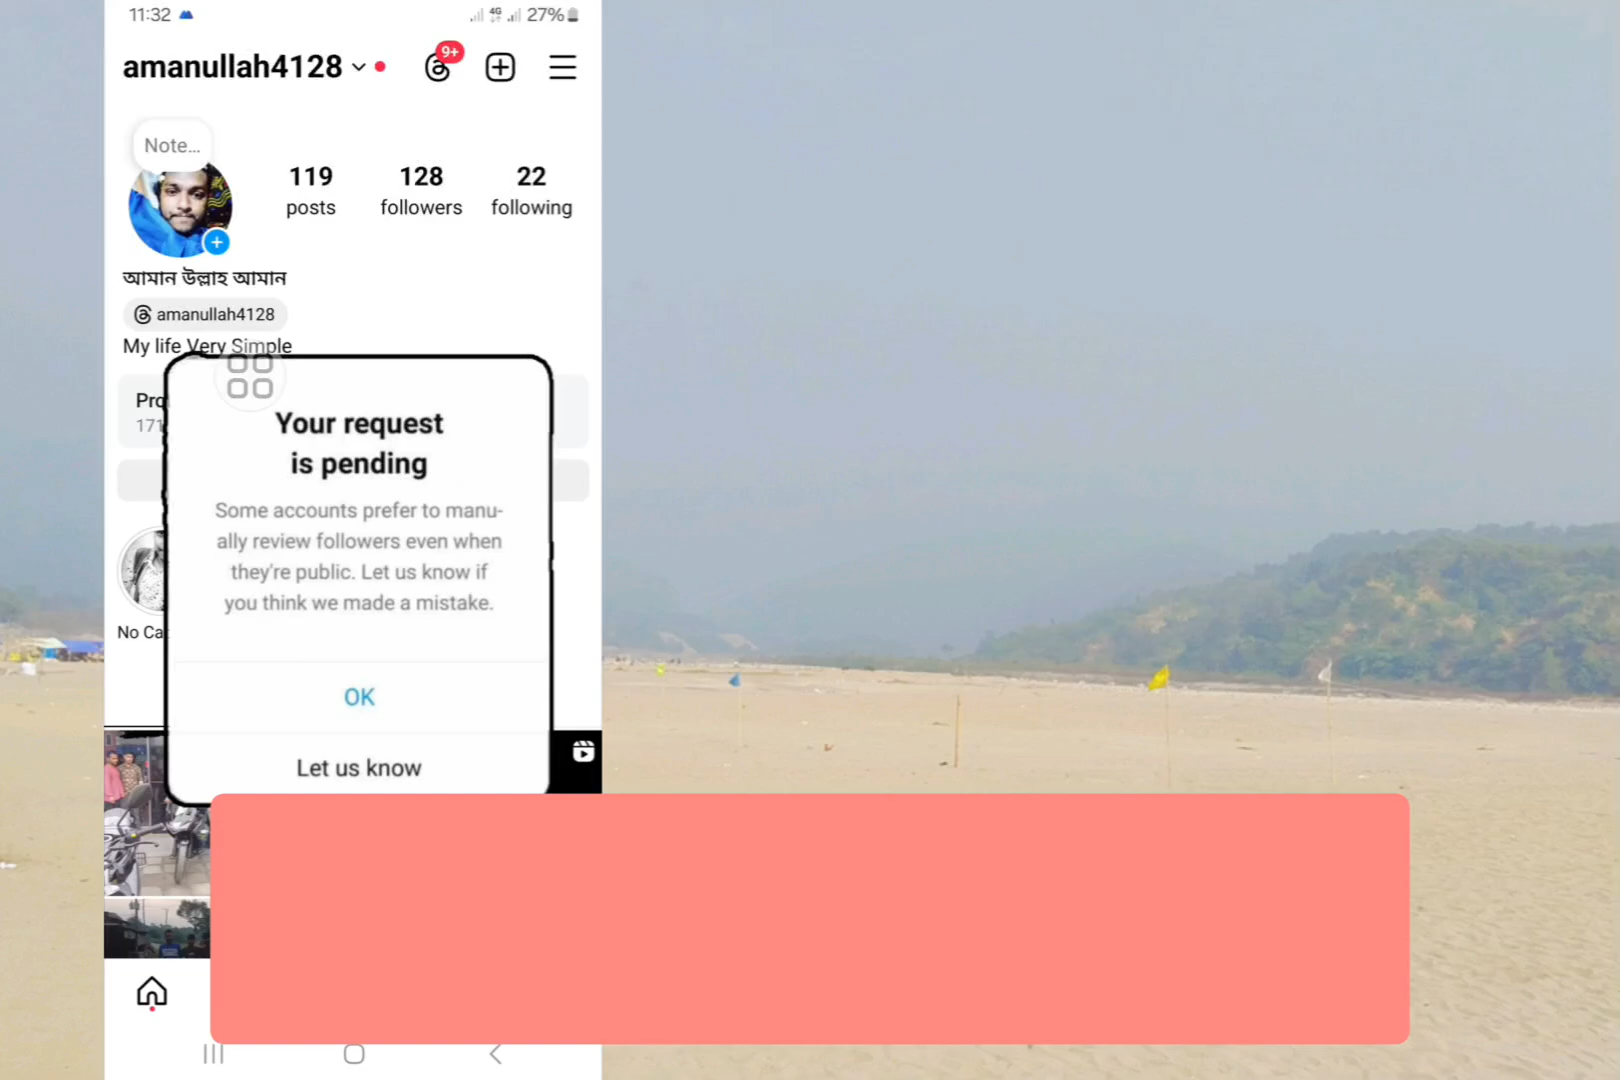 11:32 4G 27%
amanullah4128 9+
Note...
119 128 22
posts followers following
আমান উল্লাহ আমান
amanullah4128
My life Very Simple
Your request
is pending
Some accounts prefer to manu-
ally review followers even when
they're public. Let us know if
you think we made a mistake.
OK
Let us know